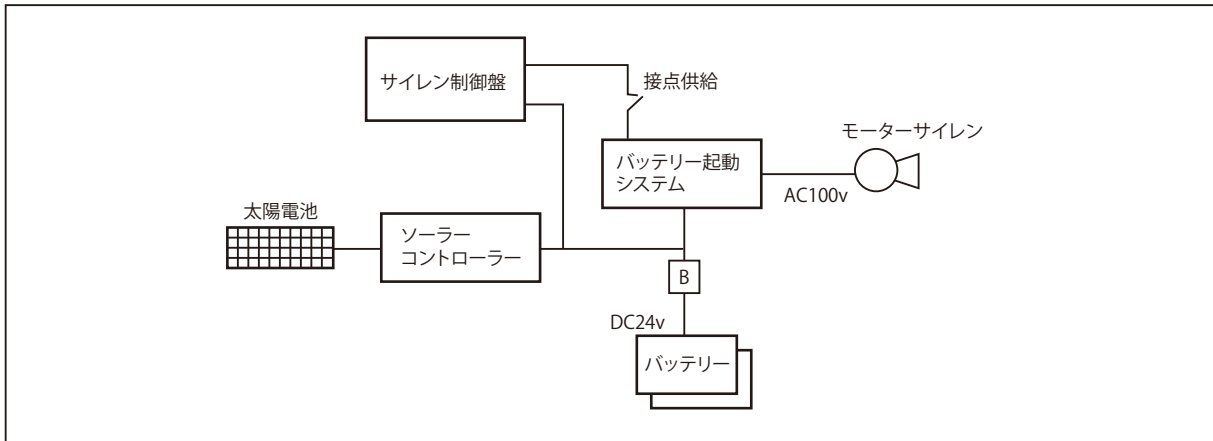 サイレン制御盤
接点供給
モーターサイレン
バッテリー起動
システム
AC100v
太陽電池
ソーラー
コントローラー
B
DC24v
バッテリー